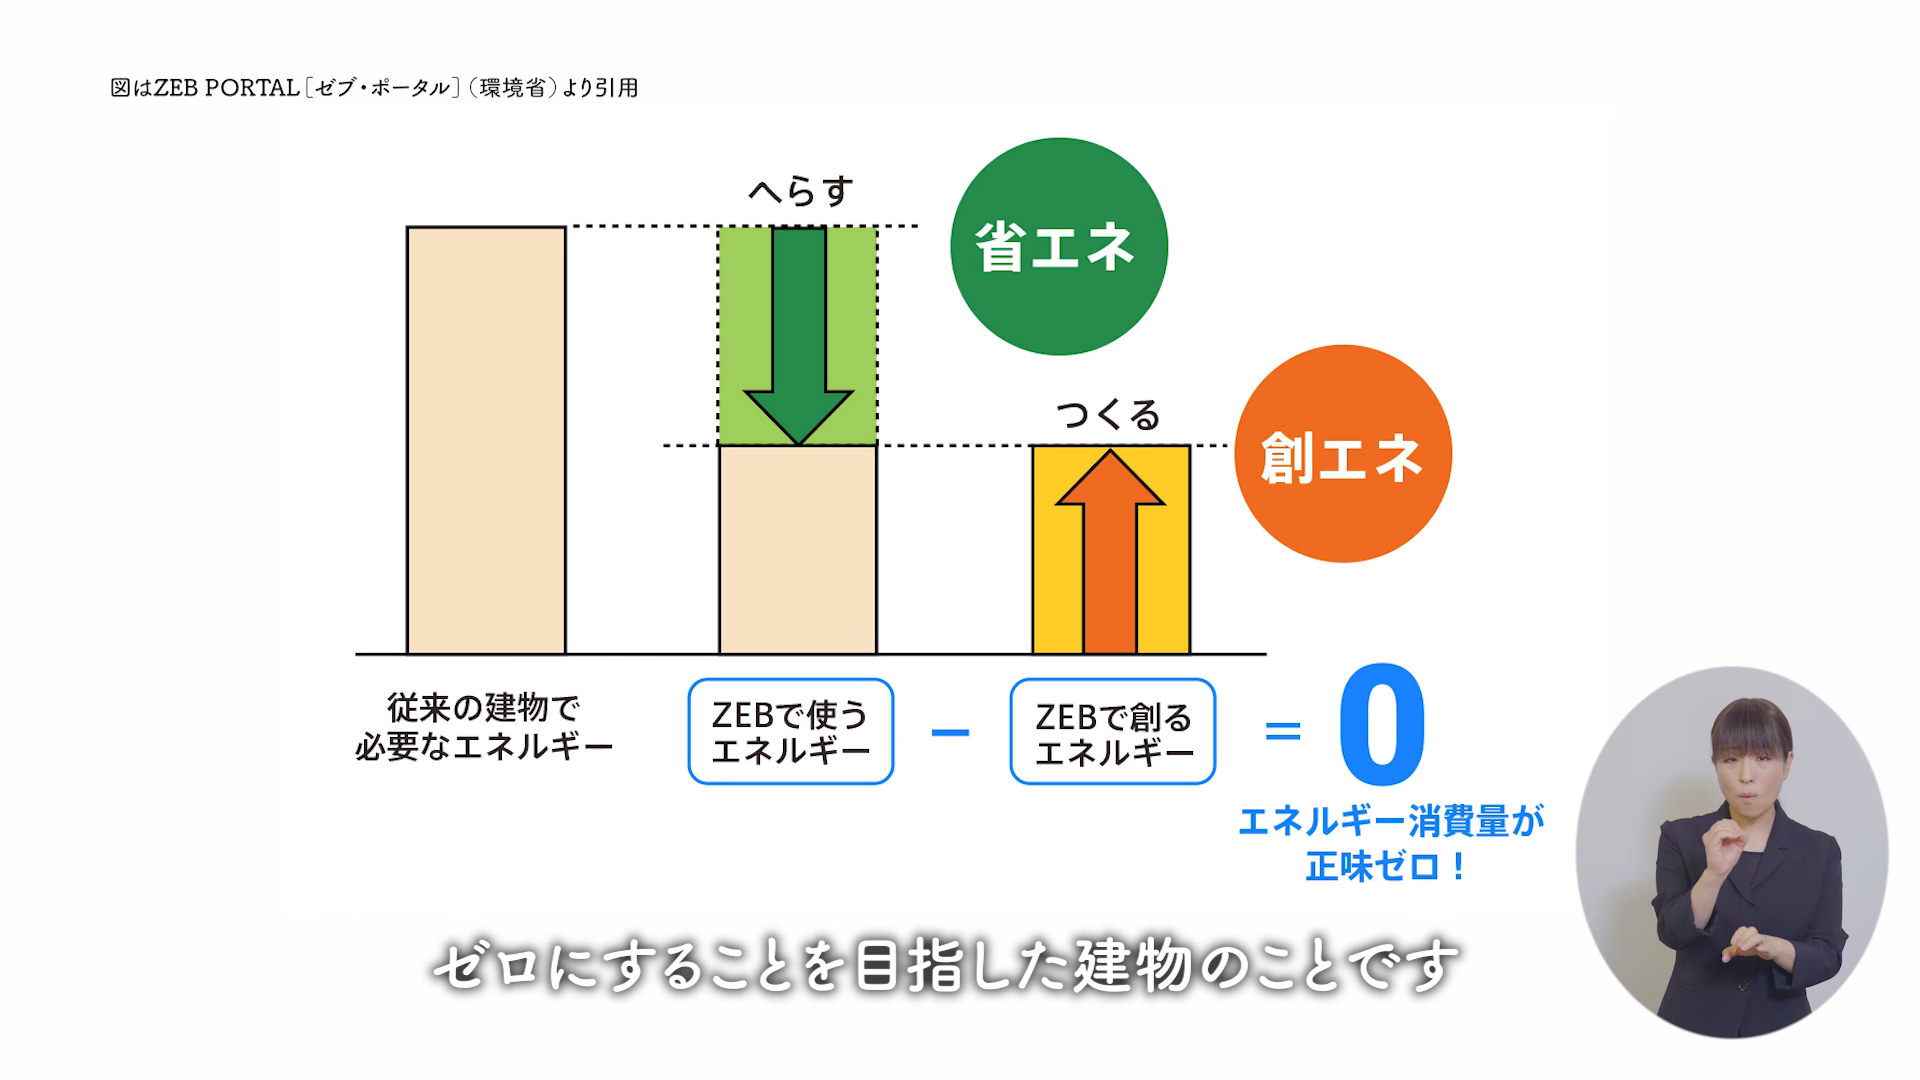 図はZEB PORTAL［ゼブ・ポータル］（環境省）より引用
へらす
省エネ
つくる
創エネ
従来の建物で
必要なエネルギー
ZEBで使う
エネルギー
−
ZEBで創る
エネルギー
=
0
エネルギー消費量が
正味ゼロ！
ゼロにすることを目指した建物のことです